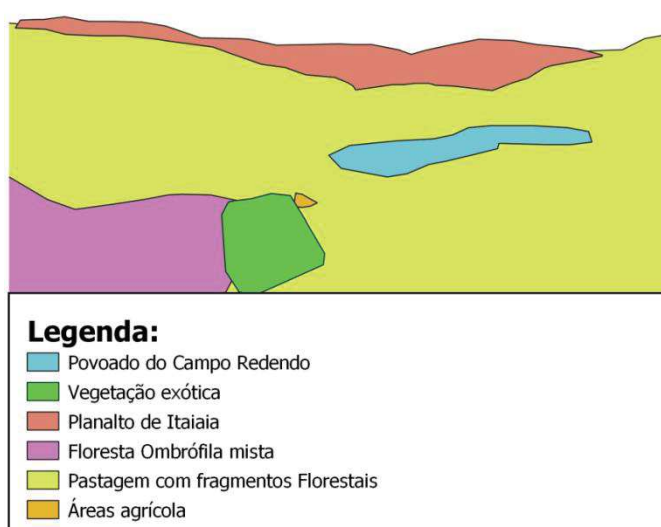 Legenda:
Povoado do Campo Redendo
Vegetação exótica
Planalto de Itaiaia
Floresta Ombrófila mista
Pastagem com fragmentos Florestais
Áreas agrícola